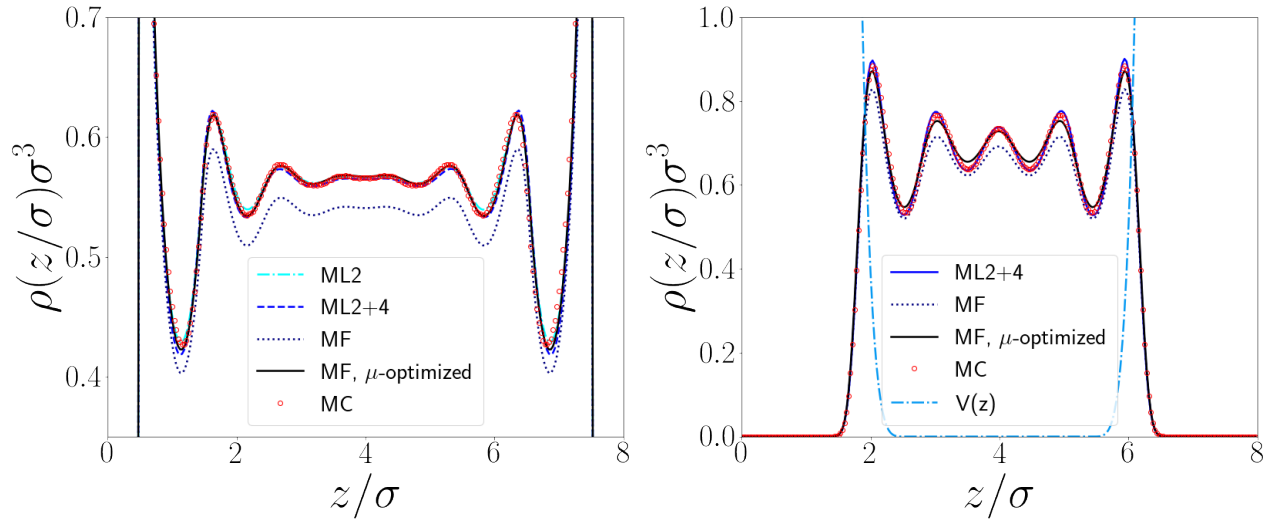 0.7
0.6
0.5
0.4
ρ(z/σ)σ³
0 2 4 6 8
z/σ
ML2
ML2+4
MF
MF, μ-optimized
MC
1.0
0.8
0.6
0.4
0.2
0.0
ρ(z/σ)σ³
0 2 4 6 8
z/σ
ML2+4
MF
MF, μ-optimized
MC
V(z)